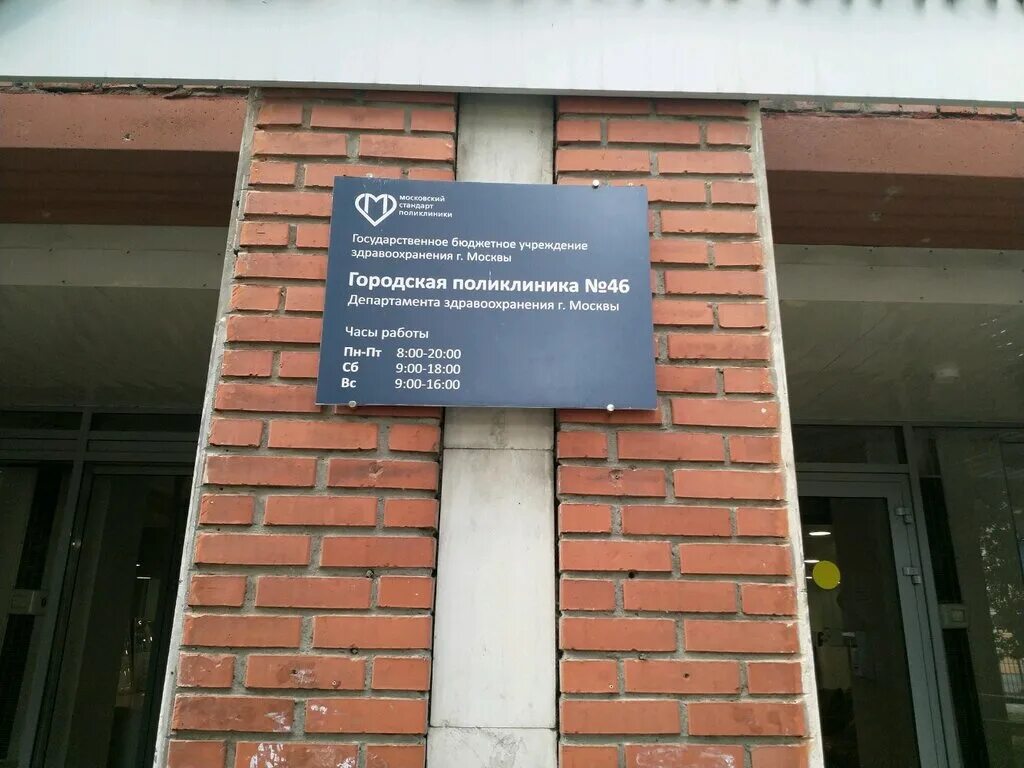 московский
стандарт
поликлиники
Государственное бюджетное учреждение
здравоохранения г. Москвы
Городская поликлиника №46
Департамента здравоохранения г. Москвы
Часы работы
Пн-Пт 8:00-20:00
Сб 9:00-18:00
Вс 9:00-16:00